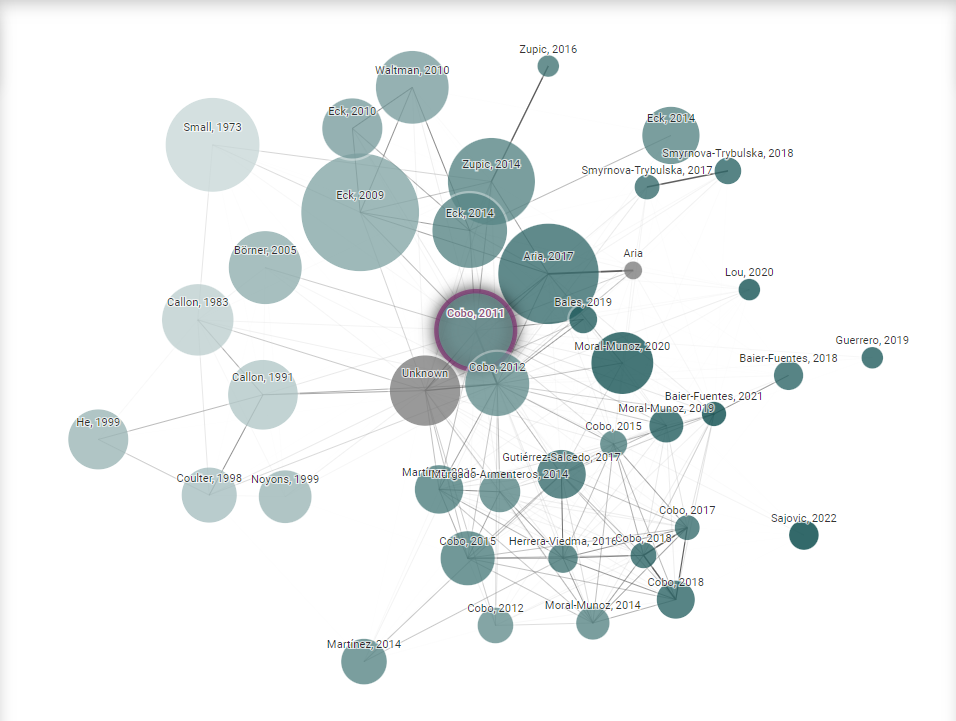 Zupic, 2016
Waltman, 2010
Eck, 2010
Eck, 2014
Small, 1973
Smyrnova-Trybulska, 2018
Zupic, 2014
Smyrnova-Trybulska, 2017
Eck, 2009
Eck, 2014
Börner, 2005
Aria
Aria, 2017
Lou, 2020
Callon, 1983
Bales, 2019
Cobo, 2011
Guerrero, 2019
Moral-Munoz, 2020
Baier-Fuentes, 2018
Cobo, 2012
Unknown
Callon, 1991
Baier-Fuentes, 2021
Moral-Munoz, 2019
He, 1999
Cobo, 2015
Gutiérrez-Salcedo, 2017
Murgado-Armenteros, 2014
Coulter, 1998
Noyons, 1999
Cobo, 2017
Sajovic, 2022
Cobo, 2018
Cobo, 2015
Herrera-Viedma, 2016
Cobo, 2018
Moral-Munoz, 2014
Cobo, 2012
Martínez, 2014